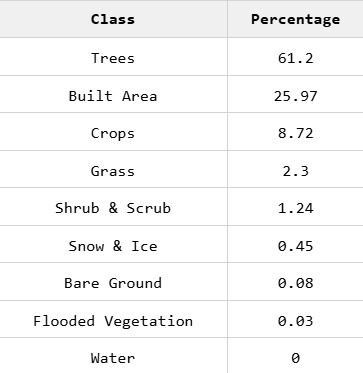 Class Percentage
Trees 61.2
Built Area 25.97
Crops 8.72
Grass 2.3
Shrub & Scrub 1.24
Snow & Ice 0.45
Bare Ground 0.08
Flooded Vegetation 0.03
Water 0